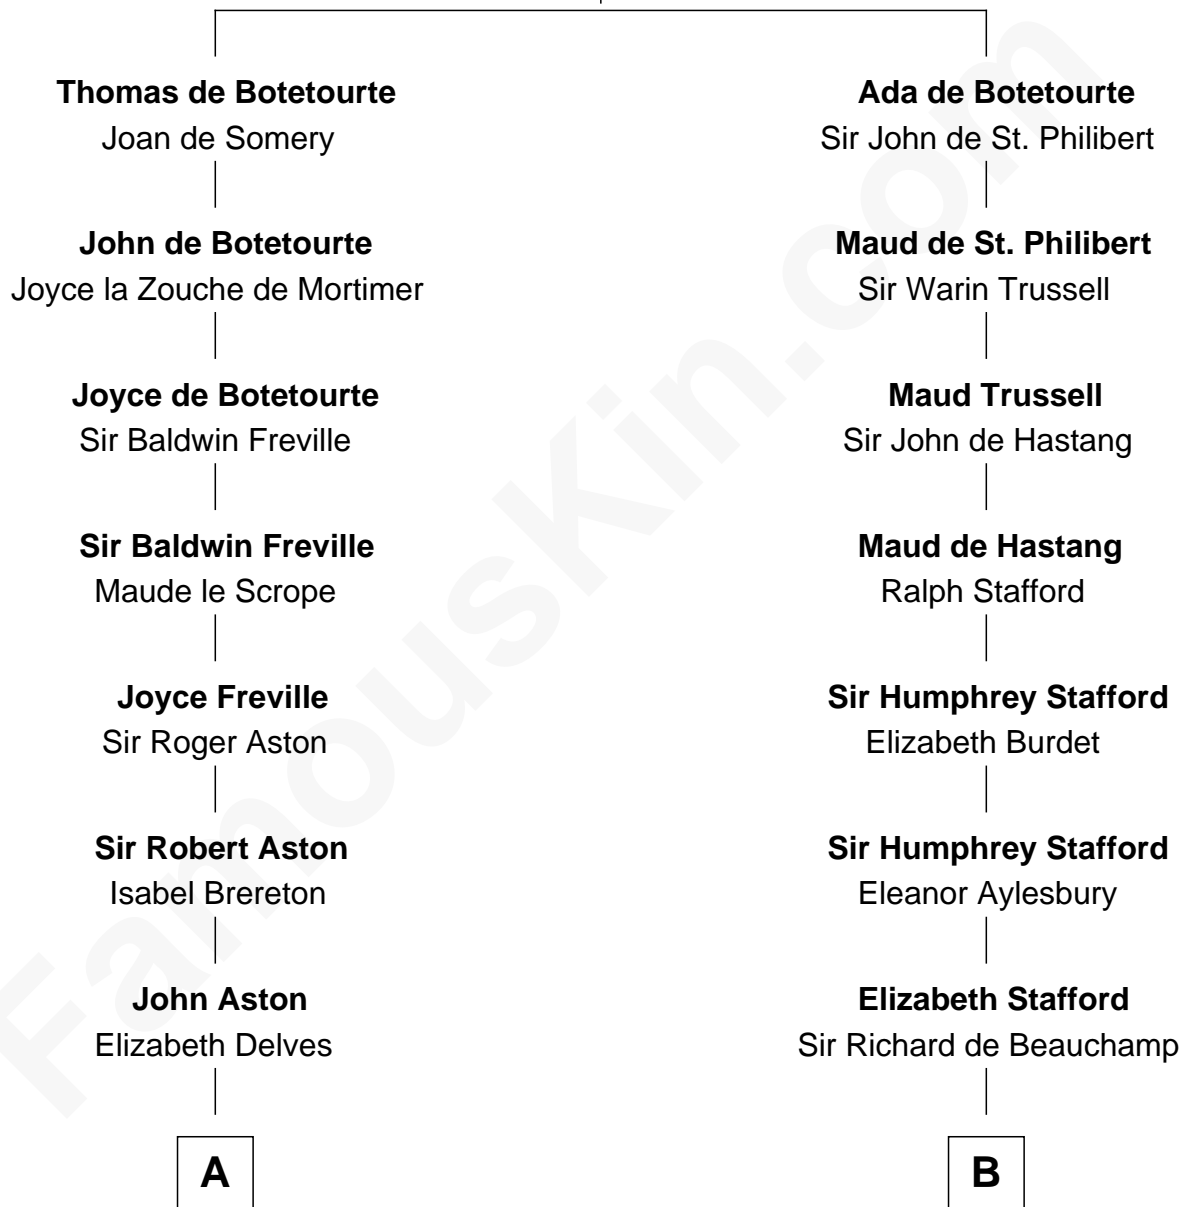 Thomas de Botetourte
Joan de Somery
John de Botetourte
Joyce la Zouche de Mortimer
Joyce de Botetourte
Sir Baldwin Freville
Sir Baldwin Freville
Maude le Scrope
Joyce Freville
Sir Roger Aston
Sir Robert Aston
Isabel Brereton
John Aston
Elizabeth Delves
A
Ada de Botetourte
Sir John de St. Philibert
Maud de St. Philibert
Sir Warin Trussell
Maud Trussell
Sir John de Hastang
Maud de Hastang
Ralph Stafford
Sir Humphrey Stafford
Elizabeth Burdet
Sir Humphrey Stafford
Eleanor Aylesbury
Elizabeth Stafford
Sir Richard de Beauchamp
B
FamousKin.com